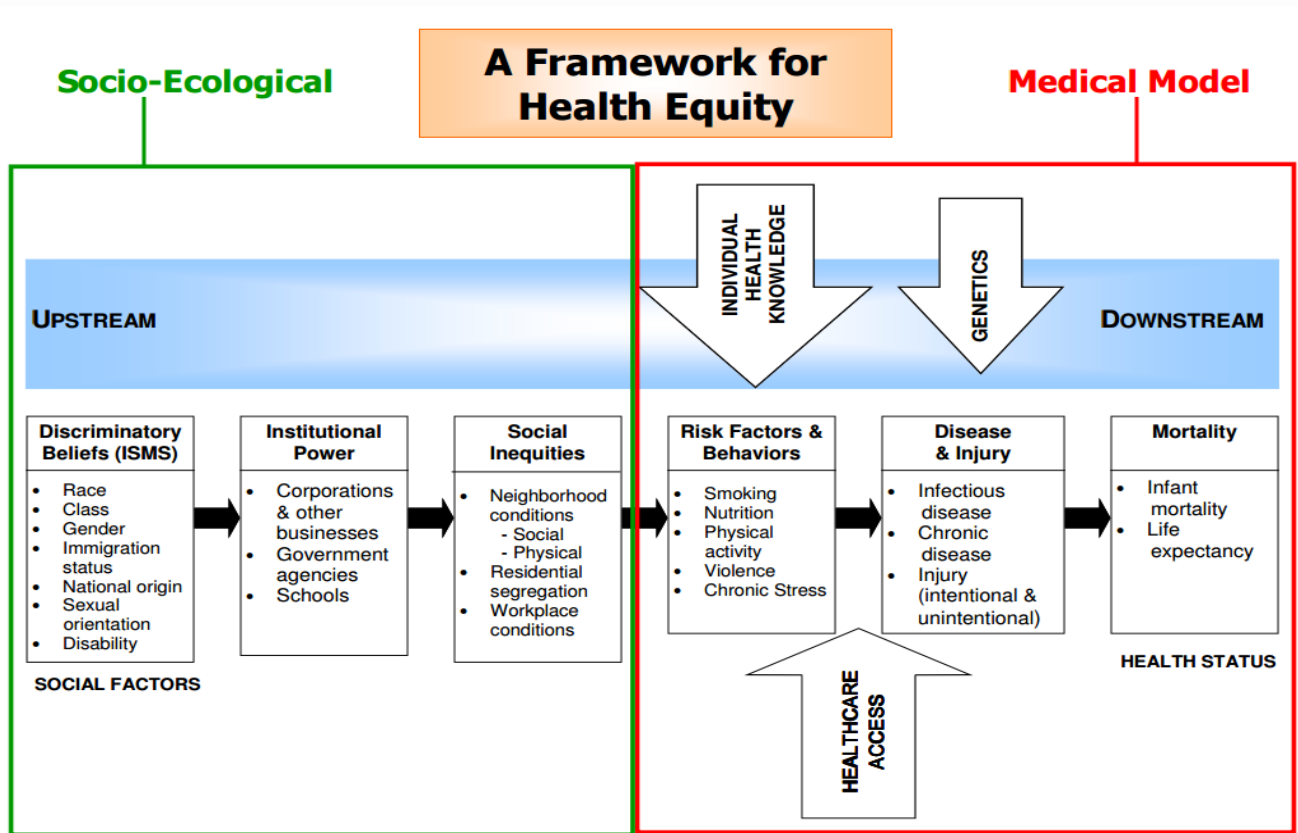 A Framework for
Health Equity
Socio-Ecological
Medical Model
UPSTREAM
DOWNSTREAM
INDIVIDUAL
HEALTH
KNOWLEDGE
GENETICS
Discriminatory
Beliefs (ISMS)
• Race
• Class
• Gender
• Immigration
status
• National origin
• Sexual
orientation
• Disability
SOCIAL FACTORS
Institutional
Power
• Corporations
& other
businesses
• Government
agencies
• Schools
Social
Inequities
• Neighborhood
conditions
- Social
- Physical
• Residential
segregation
• Workplace
conditions
Risk Factors &
Behaviors
• Smoking
• Nutrition
• Physical
activity
• Violence
• Chronic Stress
Disease
& Injury
• Infectious
disease
• Chronic
disease
• Injury
(intentional &
unintentional)
Mortality
• Infant
mortality
• Life
expectancy
HEALTH STATUS
HEALTHCARE
ACCESS